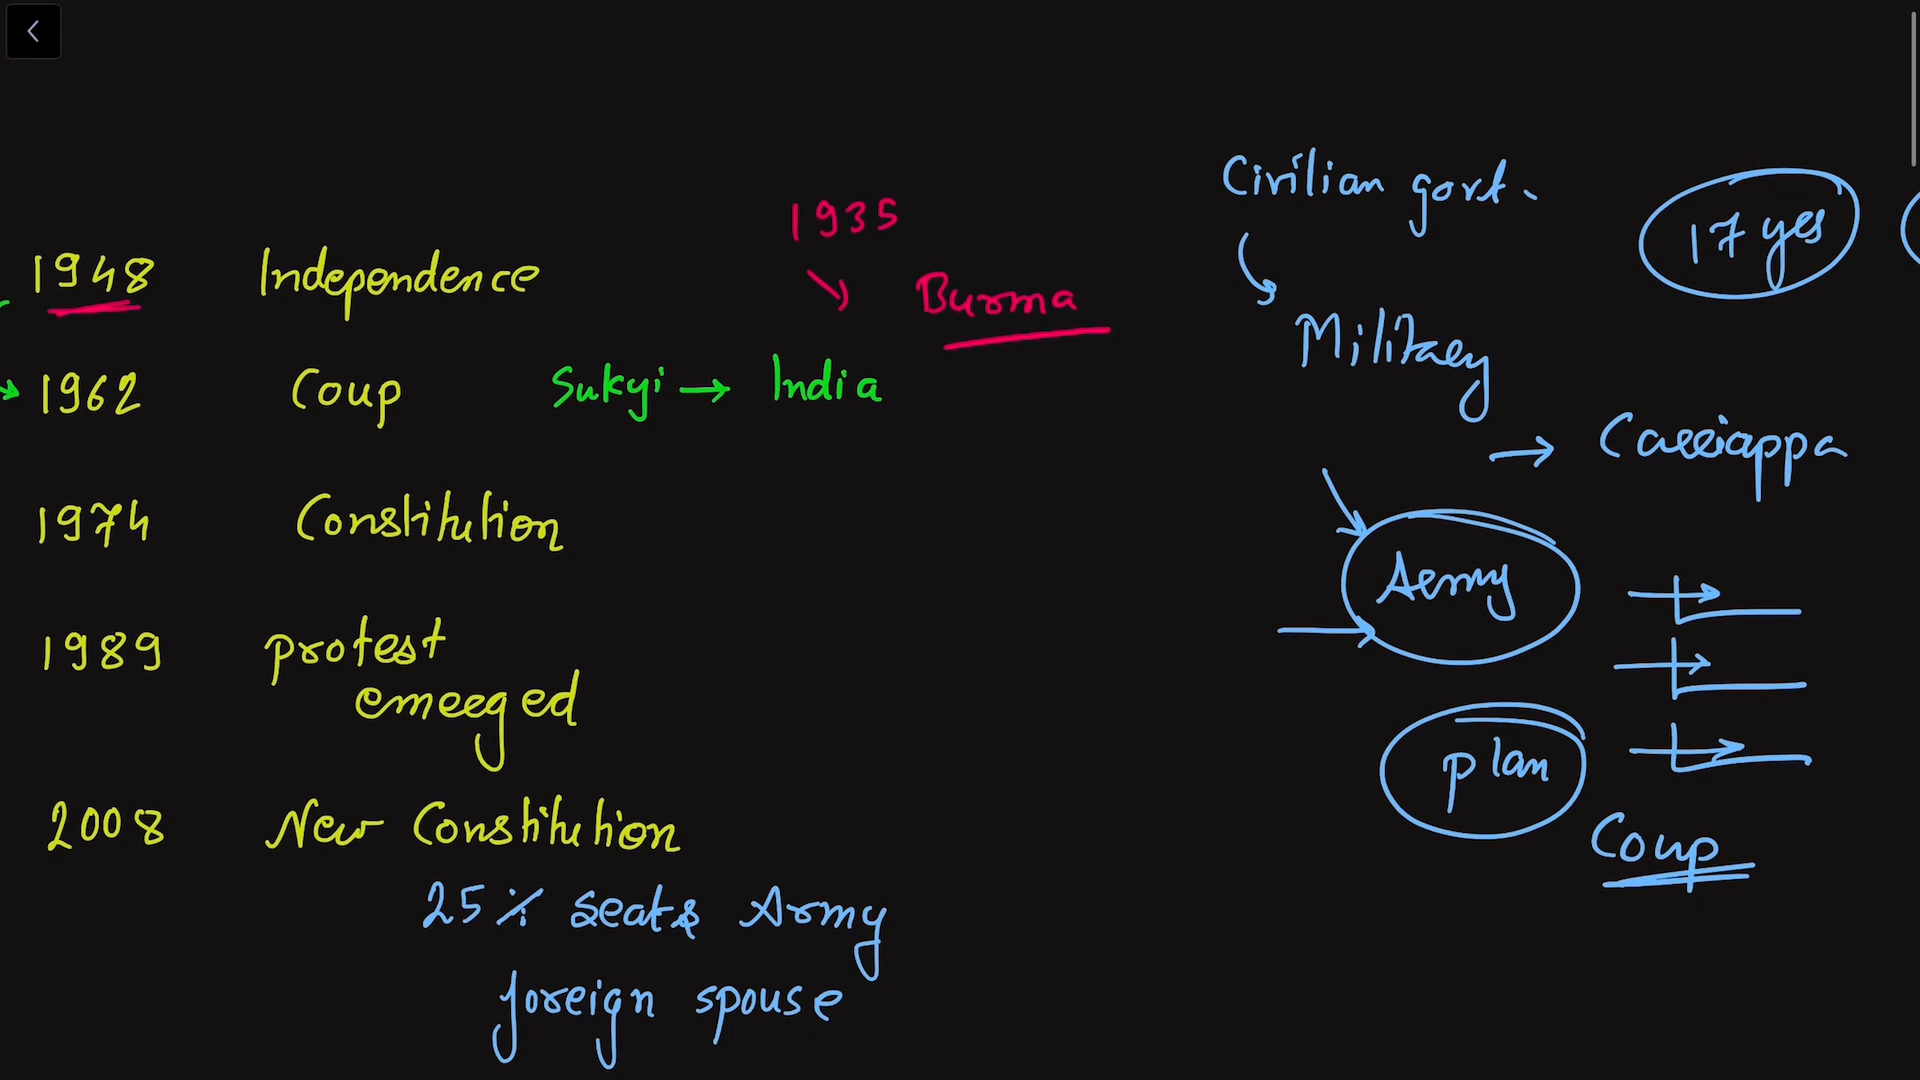 1948 Independence
1935
Burma
1962 Coup Sukyi → India
1974 Constitution
1989 protest
emerged
2008 New Constitution
25% seats Army
foreign spouse
Civilian govt.
Military
→ Carriappa
17 yrs
Army
plan
Coup